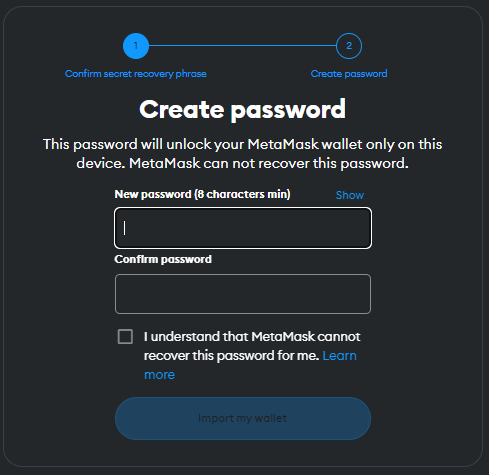 1 2
Confirm secret recovery phrase Create password
Create password
This password will unlock your MetaMask wallet only on this
device. MetaMask can not recover this password.
New password (8 characters min) Show
Confirm password
I understand that MetaMask cannot
recover this password for me. Learn
more
Import my wallet